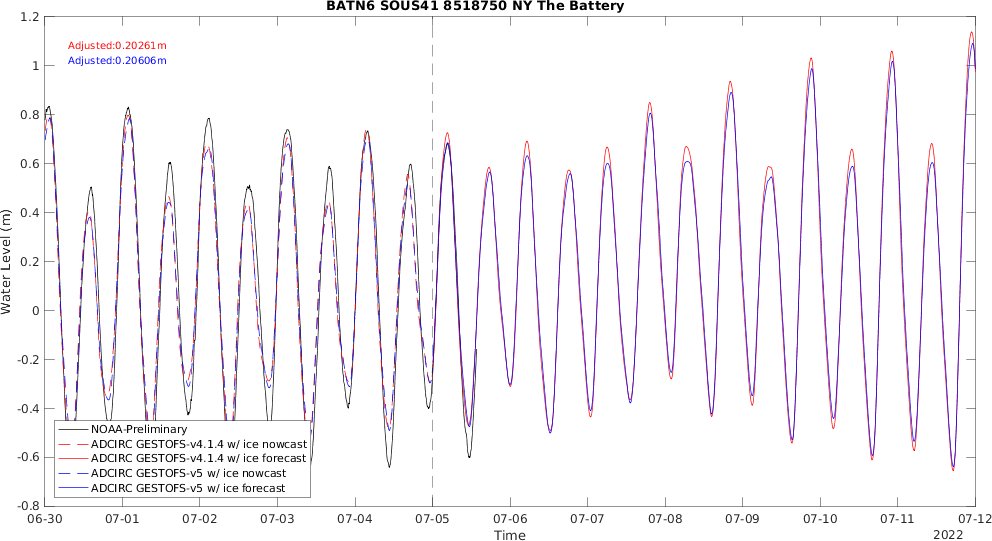 BATN6 SOUS41 8518750 NY The Battery
Adjusted:0.20261m
Adjusted:0.20606m
Water Level (m)
1.2
1
0.8
0.6
0.4
0.2
0
-0.2
-0.4
-0.6
-0.8
NOAA-Preliminary
ADCIRC GESTOFS-v4.1.4 w/ ice nowcast
ADCIRC GESTOFS-v4.1.4 w/ ice forecast
ADCIRC GESTOFS-v5 w/ ice nowcast
ADCIRC GESTOFS-v5 w/ ice forecast
06-30 07-01 07-02 07-03 07-04 07-05 07-06 07-07 07-08 07-09 07-10 07-11 07-12
Time
2022